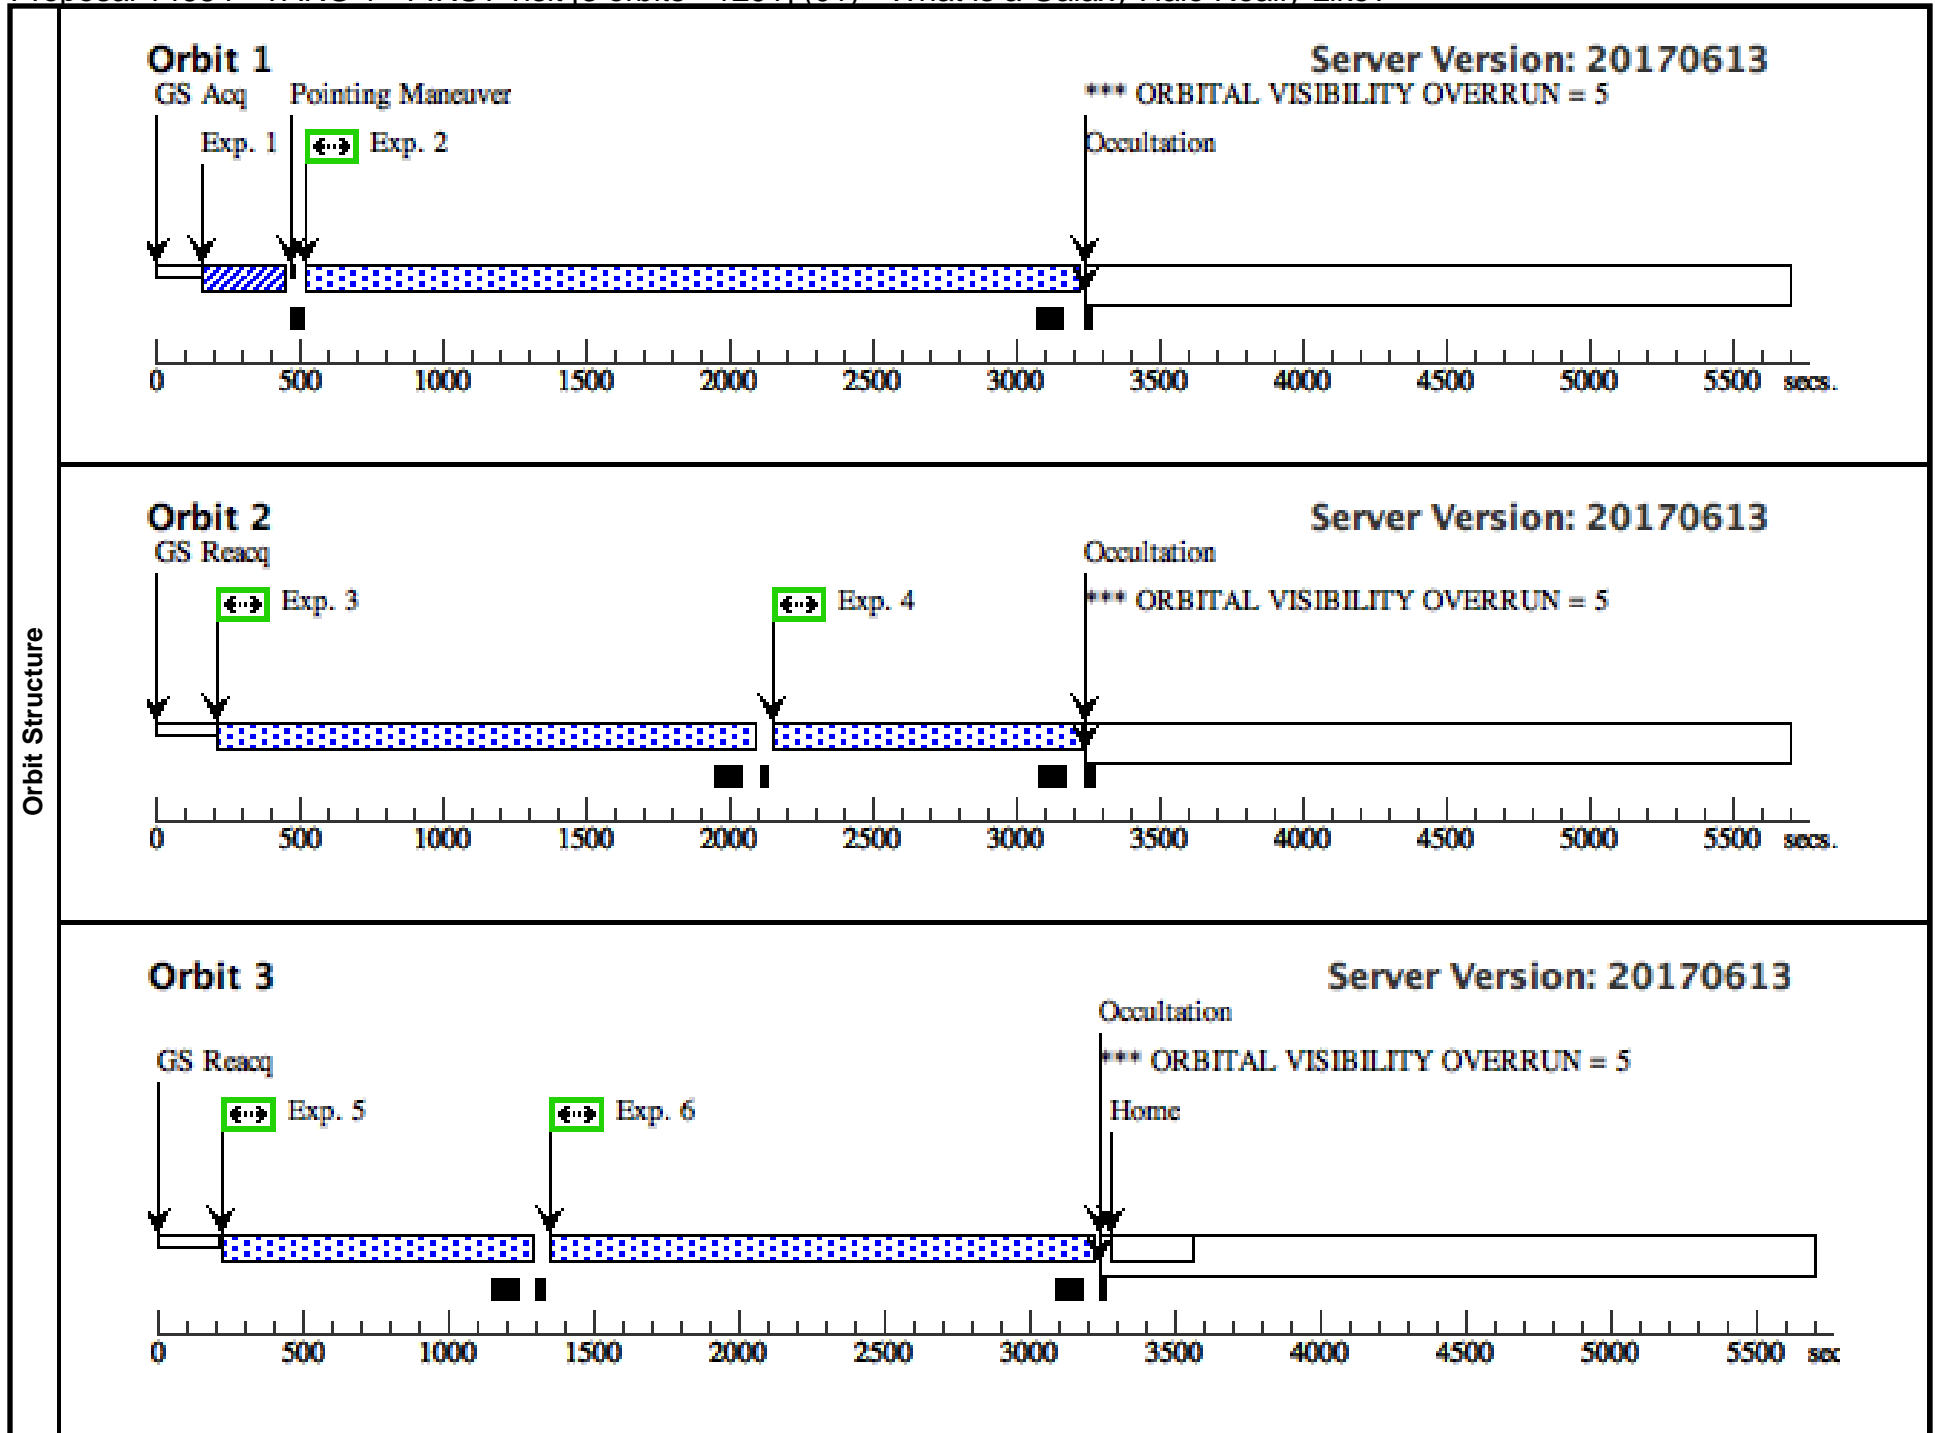 Orbit Structure
Orbit 1
Server Version: 20170613
GS Acq
Pointing Maneuver
*** ORBITAL VISIBILITY OVERRUN = 5
Exp. 1
Exp. 2
Occultation
0 500 1000 1500 2000 2500 3000 3500 4000 4500 5000 5500 secs.
Orbit 2
Server Version: 20170613
GS Reacq
Occultation
Exp. 3
Exp. 4
*** ORBITAL VISIBILITY OVERRUN = 5
0 500 1000 1500 2000 2500 3000 3500 4000 4500 5000 5500 secs.
Orbit 3
Server Version: 20170613
Occultation
GS Reacq
*** ORBITAL VISIBILITY OVERRUN = 5
Exp. 5
Exp. 6
Home
0 500 1000 1500 2000 2500 3000 3500 4000 4500 5000 5500 sec